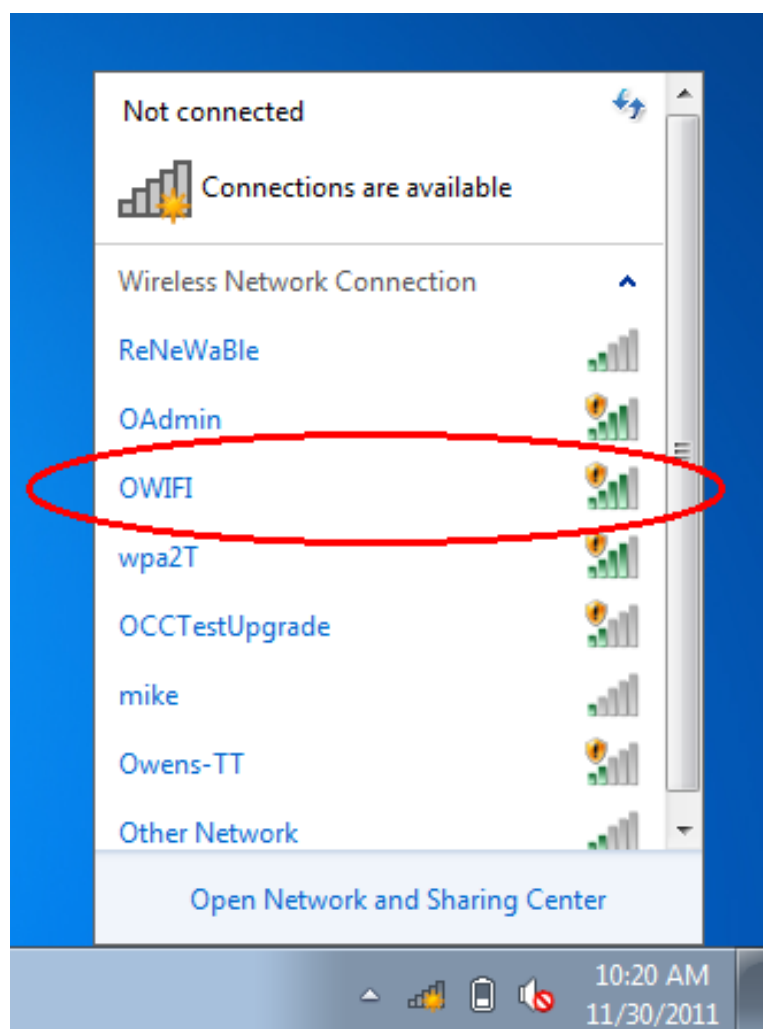 Not connected
Connections are available
Wireless Network Connection
ReNeWaBle
OAdmin
OWIFI
wpa2T
OCCTestUpgrade
mike
Owens-TT
Other Network
Open Network and Sharing Center
10:20 AM
11/30/2011